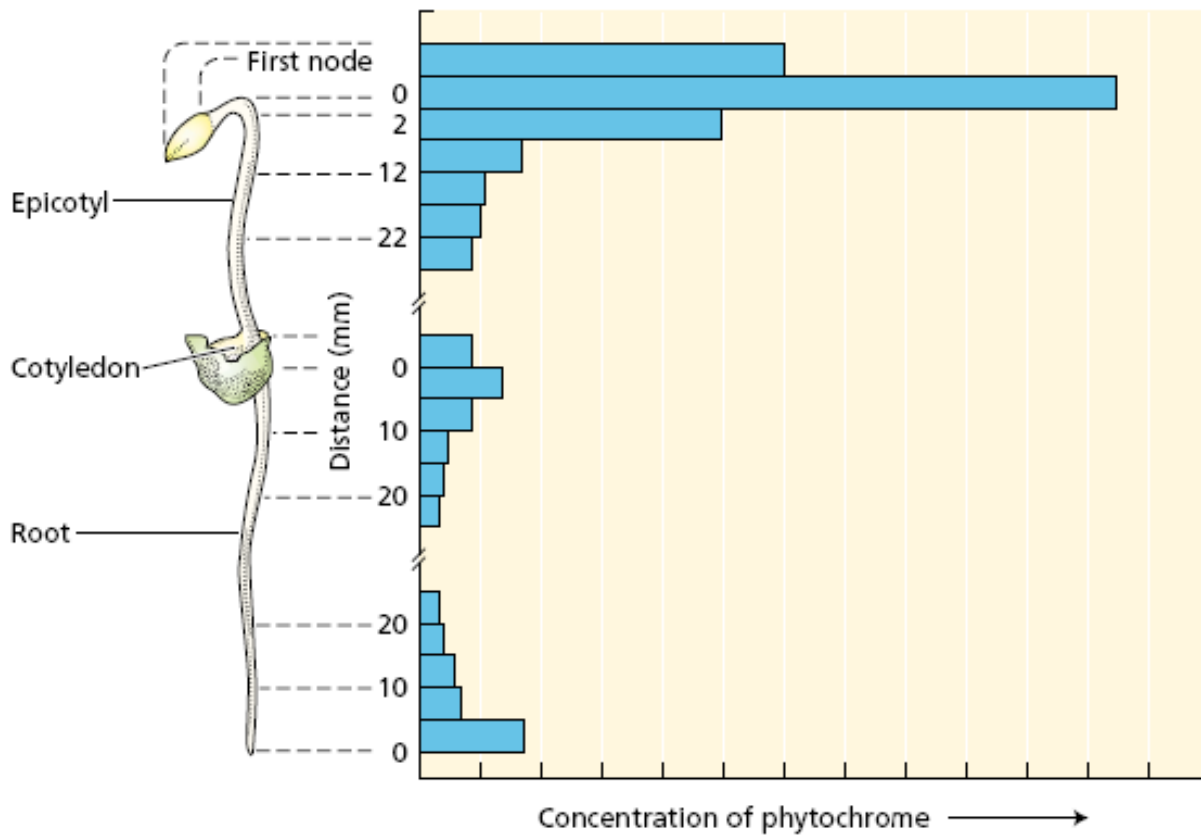 First node
0
2
12
Epicotyl
22
Distance (mm)
Cotyledon
0
10
20
Root
20
10
0
Concentration of phytochrome